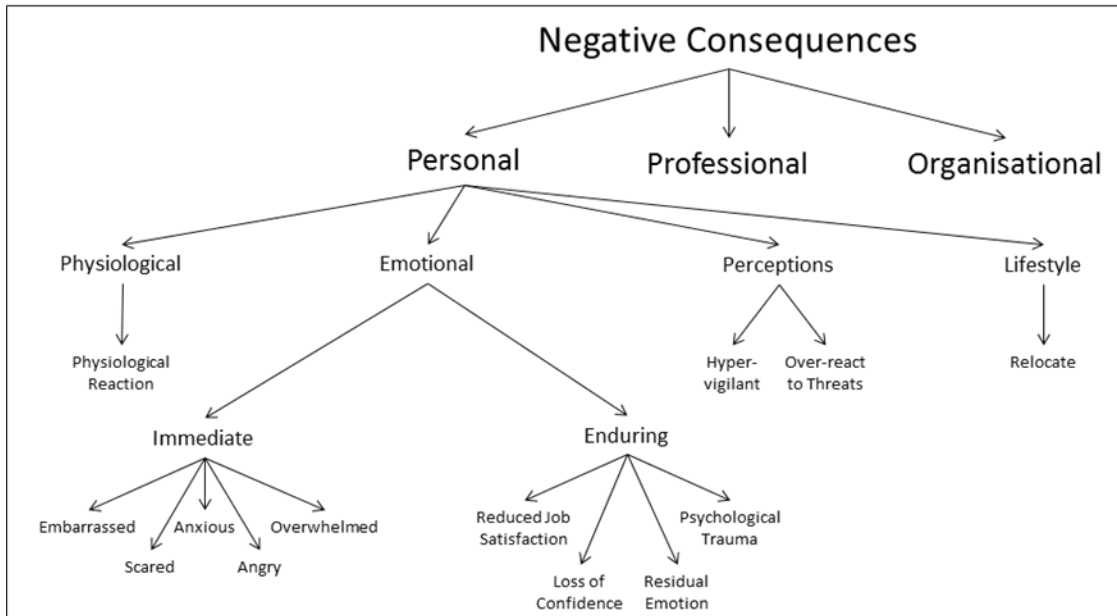 Negative Consequences
Personal
Professional
Organisational
Physiological
Emotional
Perceptions
Lifestyle
Physiological
Reaction
Hyper-
vigilant
Over-react
to Threats
Relocate
Immediate
Enduring
Embarrassed
Scared
Anxious
Angry
Overwhelmed
Reduced Job
Satisfaction
Loss of
Confidence
Residual
Emotion
Psychological
Trauma